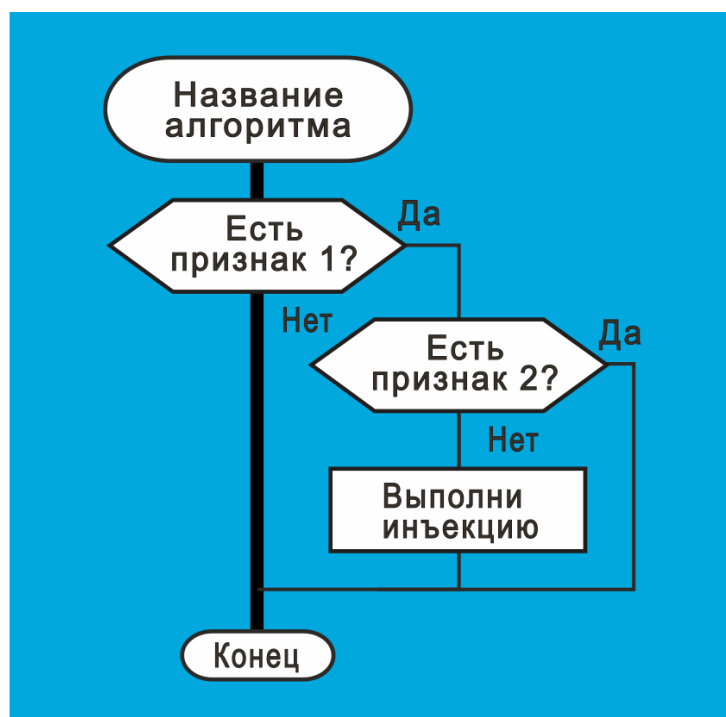 Название
алгоритма
Есть
признак 1?
Да
Нет
Есть
признак 2?
Да
Нет
Выполни
инъекцию
Конец